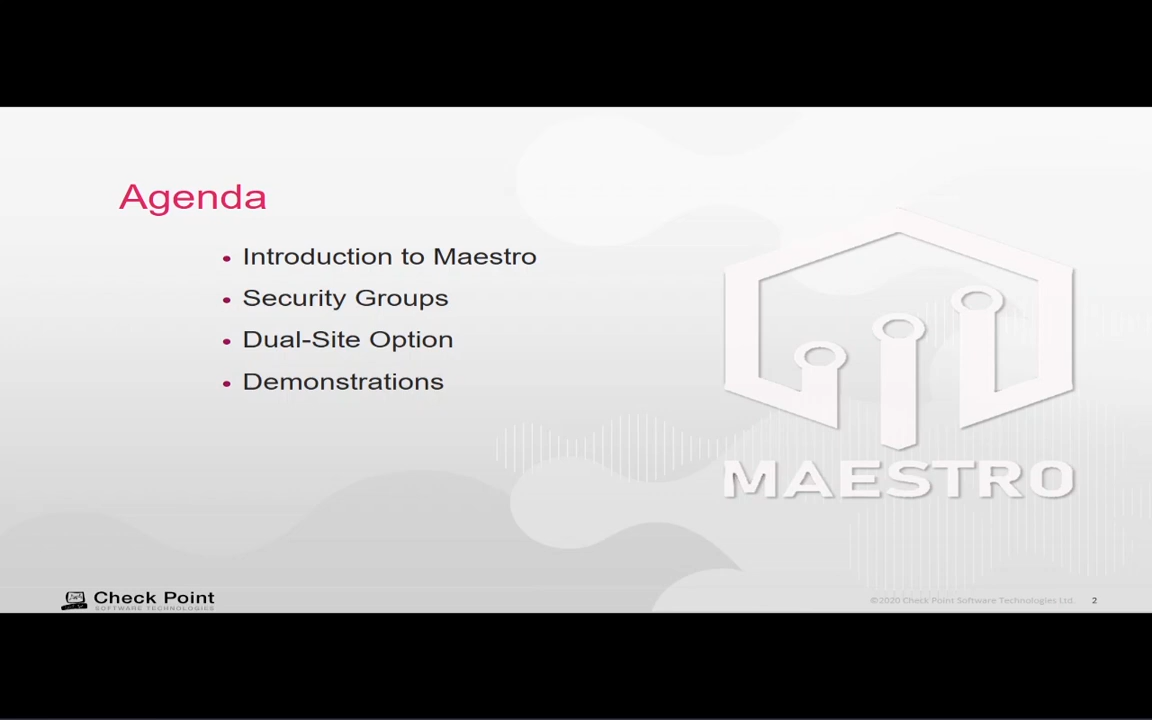 Agenda
• Introduction to Maestro
• Security Groups
• Dual-Site Option
• Demonstrations
MAESTRO
Check Point
SOFTWARE TECHNOLOGIES
©2020 Check Point Software Technologies Ltd.
2